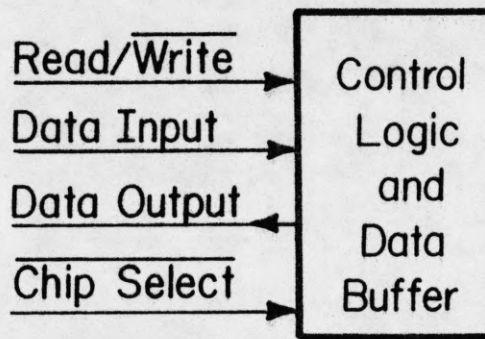 Read/Write
Data Input
Data Output
Chip Select
Control
Logic
and
Data
Buffer